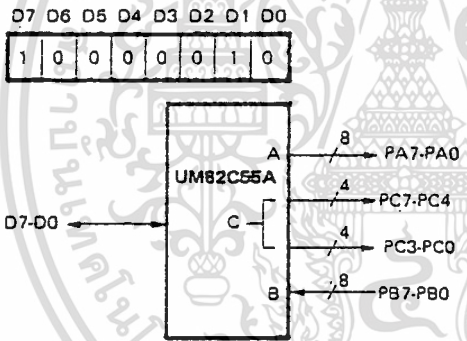 D7 D6 D5 D4 D3 D2 D1 D0
1 0 0 0 0 0 1 0
A 8 PA7-PA0
UM82C55A
4 PC7-PC4
D7-D0 C
4 PC3-PC0
B 8 PB7-PB0